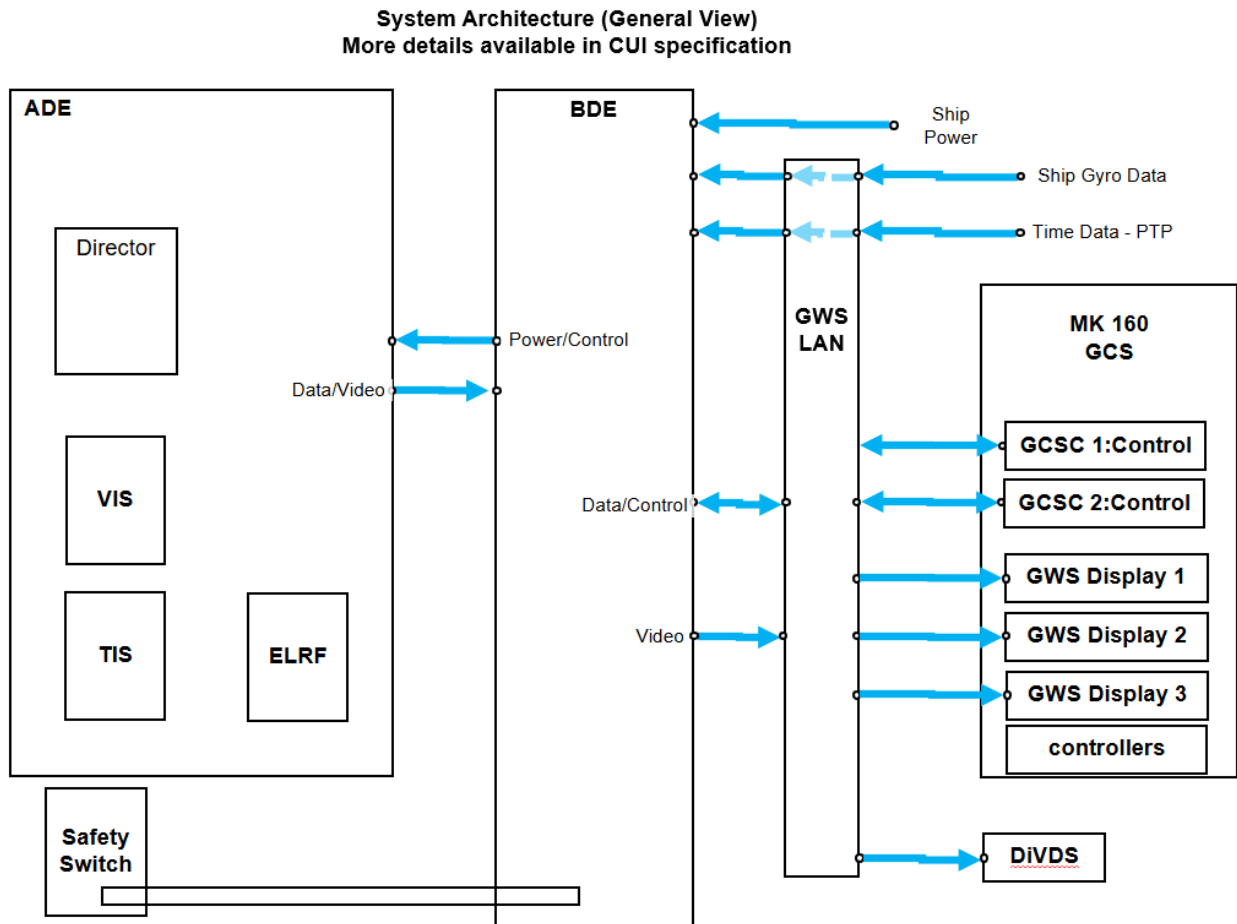 System Architecture (General View)
More details available in CUI specification
ADE
BDE
Ship
Power
Ship Gyro Data
Time Data - PTP
Director
GWS
LAN
MK 160
GCS
Power/Control
Data/Video
GCSC 1:Control
VIS
Data/Control
GCSC 2:Control
GWS Display 1
Video
GWS Display 2
TIS
ELRF
GWS Display 3
controllers
Safety
Switch
DiVDS